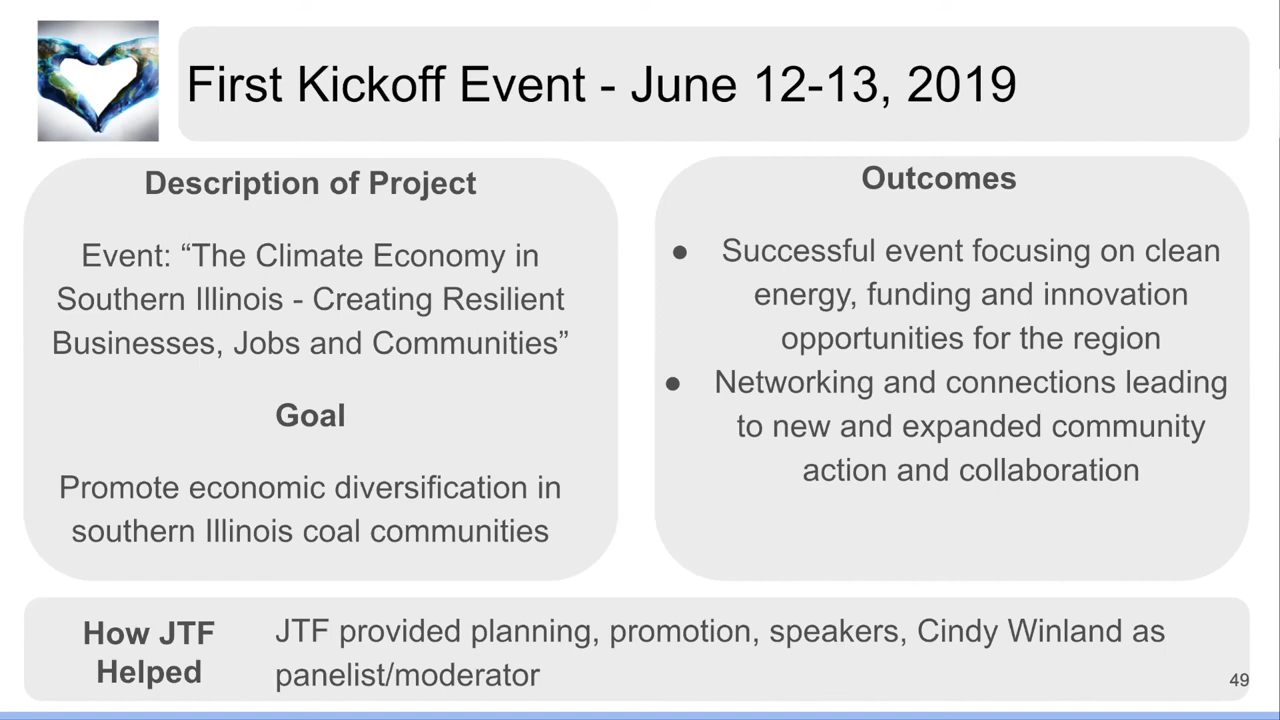 First Kickoff Event - June 12-13, 2019
Description of Project
Event: “The Climate Economy in
Southern Illinois - Creating Resilient
Businesses, Jobs and Communities”
Goal
Promote economic diversification in
southern Illinois coal communities
Outcomes
● Successful event focusing on clean
energy, funding and innovation
opportunities for the region
● Networking and connections leading
to new and expanded community
action and collaboration
How JTF
Helped
JTF provided planning, promotion, speakers, Cindy Winland as
panelist/moderator
49